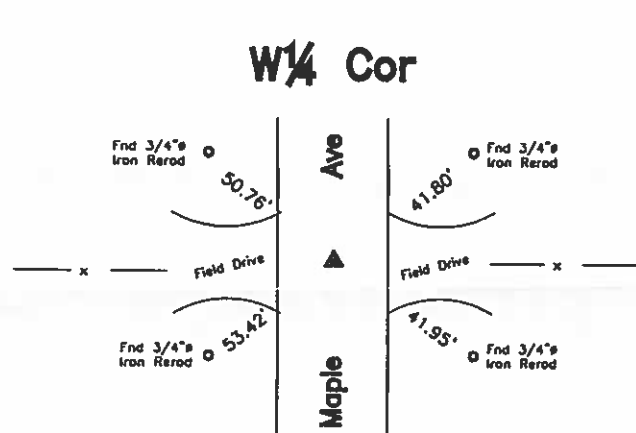 W¼ Cor
Fnd 3/4"ø
Iron Rerod
50.76'
Ave
41.80'
Fnd 3/4"ø
Iron Rerod
x
Field Drive
Field Drive
x
Fnd 3/4"ø
Iron Rerod
53.42'
Maple
41.95'
Fnd 3/4"ø
Iron Rerod